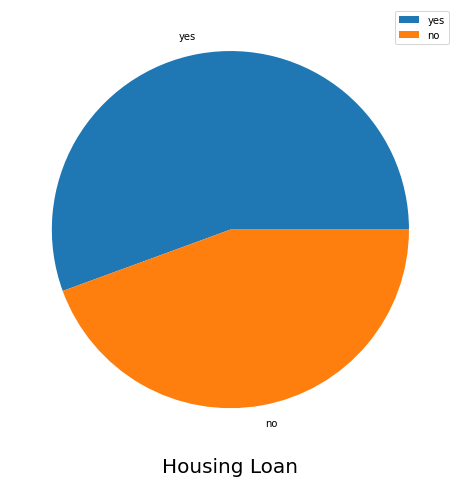 yes
yes
no
no
Housing Loan